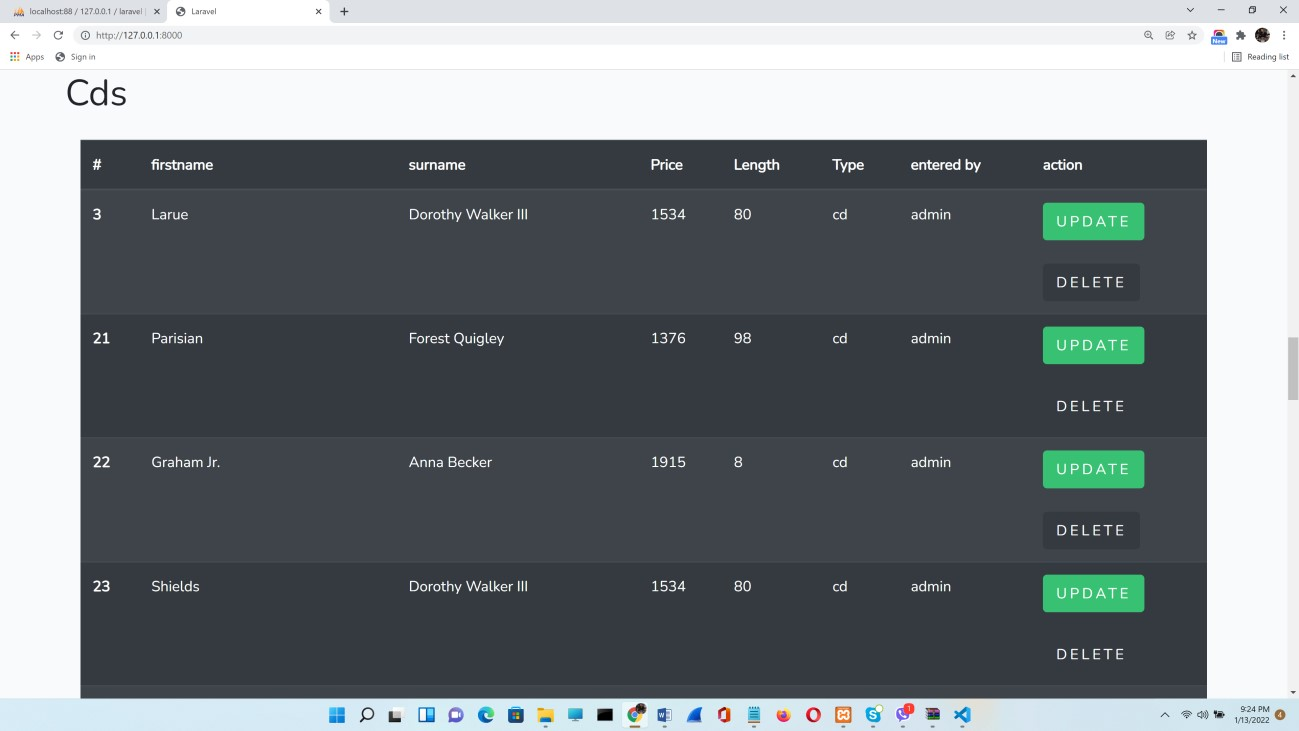 localhost:88 / 127.0.0.1 / laravel
Laravel
http://127.0.0.1:8000
New
Apps
Sign in
Reading list
Cds
# firstname surname Price Length Type entered by action
3 Larue Dorothy Walker III 1534 80 cd admin UPDATE
DELETE
21 Parisian Forest Quigley 1376 98 cd admin UPDATE
DELETE
22 Graham Jr. Anna Becker 1915 8 cd admin UPDATE
DELETE
23 Shields Dorothy Walker III 1534 80 cd admin UPDATE
DELETE
1
9:24 PM
1/13/2022
4